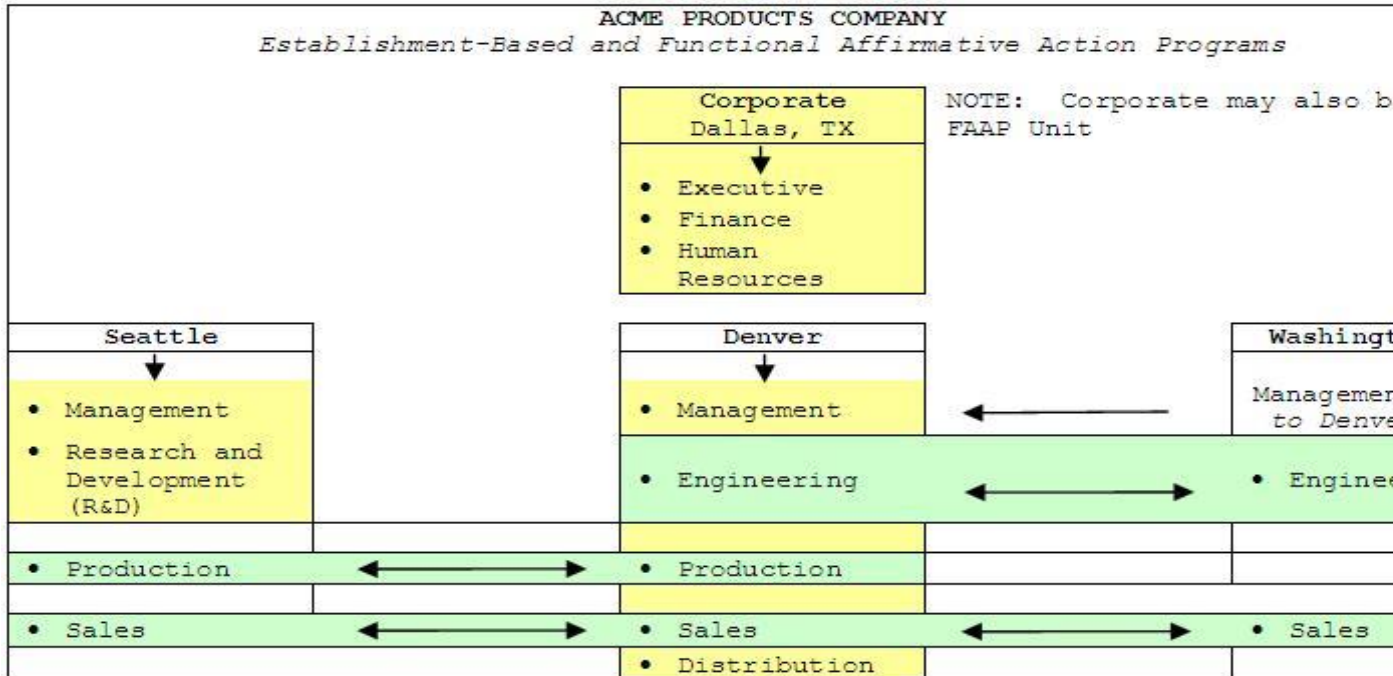 ACME PRODUCTS COMPANY
Establishment-Based and Functional Affirmative Action Programs
Corporate
Dallas, TX
NOTE: Corporate may also b
FAAP Unit
• Executive
• Finance
• Human
Resources
Seattle
• Management
• Research and
Development
(R&D)
Denver
• Management
Washingt
Managemen
to Denve
• Engineering
• Enginee
• Production
• Production
• Sales
• Sales
• Sales
• Distribution